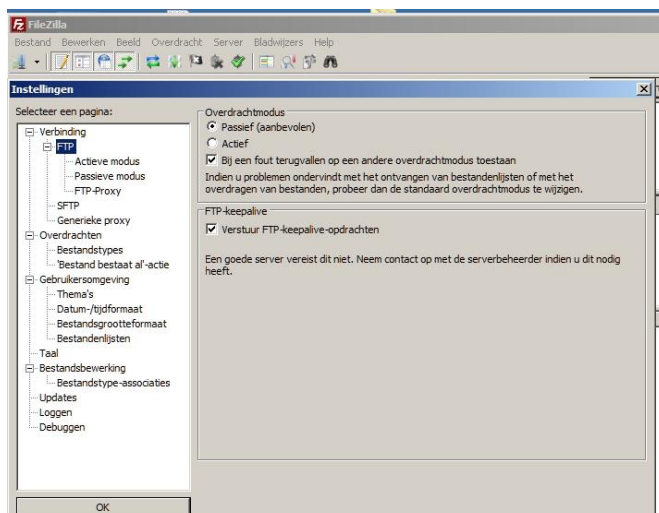 FileZilla
Bestand Bewerken Beeld Overdracht Server Bladwijzers Help
Instellingen
Selecteer een pagina:
Verbinding
FTP
Actieve modus
Passieve modus
FTP-Proxy
SFTP
Generieke proxy
Overdrachten
Bestandstypes
'Bestand bestaat al'-actie
Gebruikersomgeving
Thema's
Datum-/tijdformaat
Bestandsgrootteformaat
Bestandenlijsten
Taal
Bestandsbewerking
Bestandstype-associaties
Updates
Loggen
Debuggen
OK
Overdrachtmodus
Passief (aanbevolen)
Actief
Bij een fout terugvallen op een andere overdrachtmodus toestaan
Indien u problemen ondervindt met het ontvangen van bestandenlijsten of met het
overdragen van bestanden, probeer dan de standaard overdrachtmodus te wijzigen.
FTP-keepalive
Verstuur FTP-keepalive-opdrachten
Een goede server vereist dit niet. Neem contact op met de serverbeheerder indien u dit nodig
heeft.